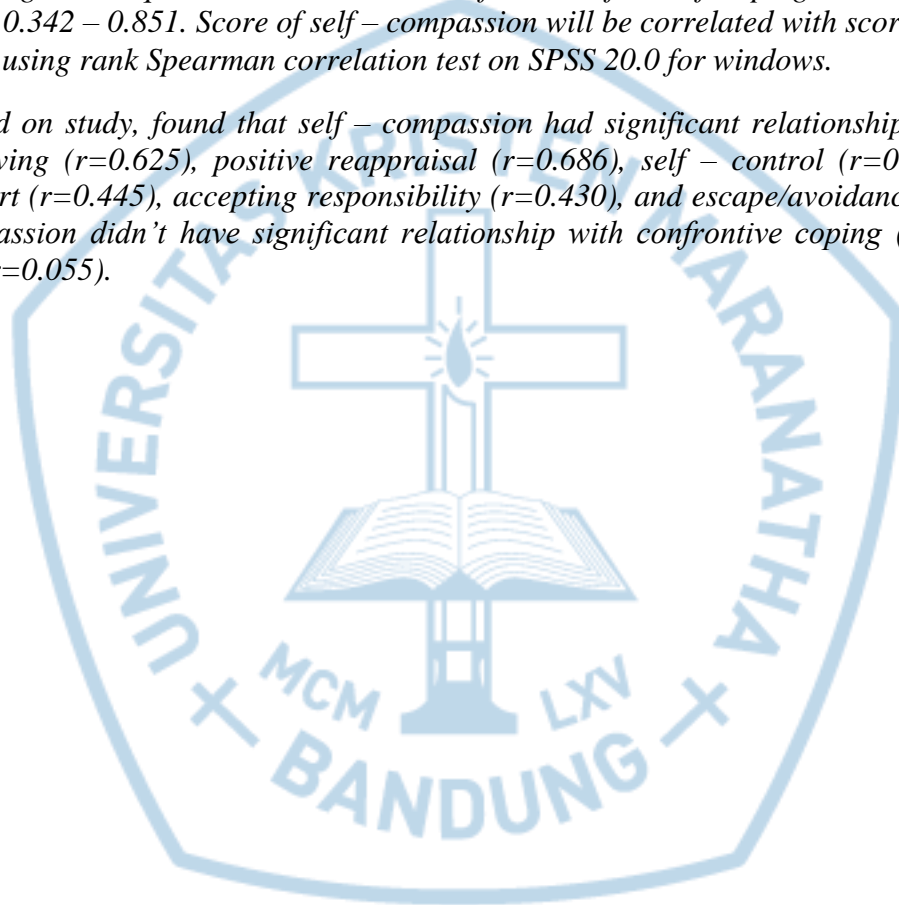 0.342 – 0.851. Score of self – compassion will be correlated with scor
using rank Spearman correlation test on SPSS 20.0 for windows.
d on study, found that self – compassion had significant relationship
ving (r=0.625), positive reappraisal (r=0.686), self – control (r=0
rt (r=0.445), accepting responsibility (r=0.430), and escape/avoidanc
assion didn't have significant relationship with confrontive coping (
r=0.055).
UNIVERSITAS KRISTEN MARANATHA
MCM LXV
BANDUNG